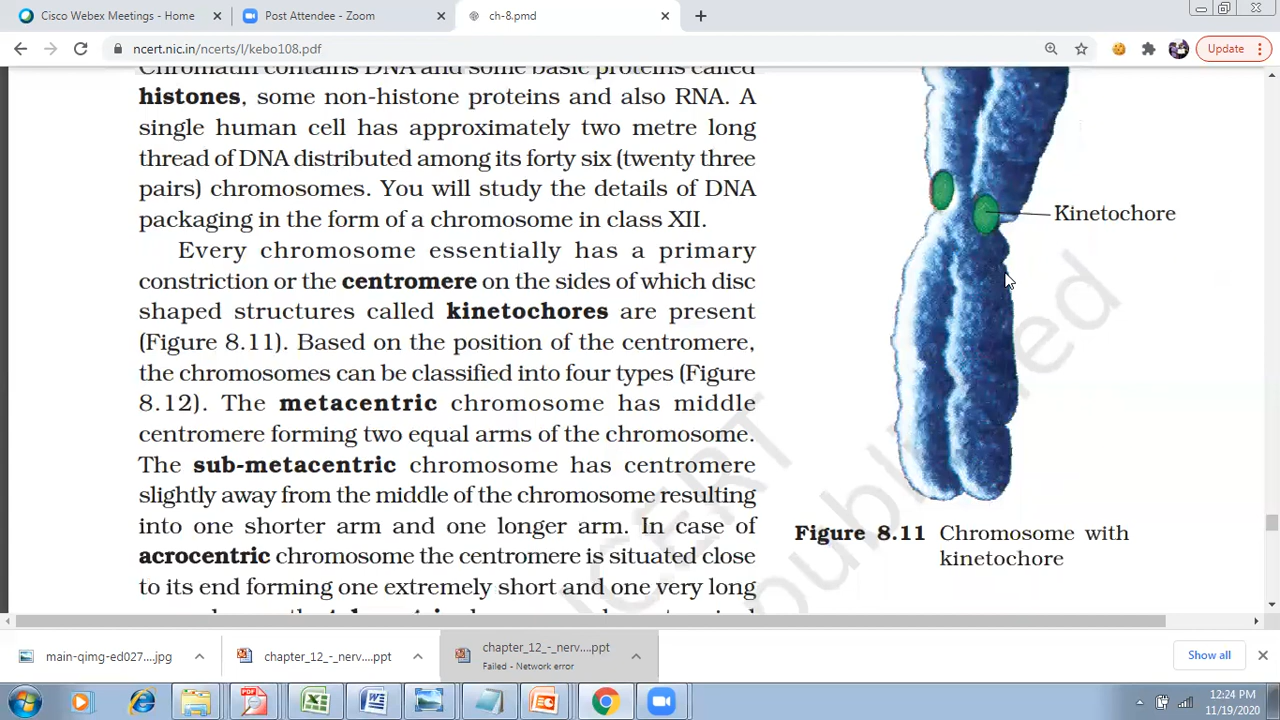 Cisco Webex Meetings - Home
Post Attendee - Zoom
ch-8.pmd
ncert.nic.in/ncerts/l/kebo108.pdf
Update
Chromatin contains DNA and some basic proteins called
histones, some non-histone proteins and also RNA. A
single human cell has approximately two metre long
thread of DNA distributed among its forty six (twenty three
pairs) chromosomes. You will study the details of DNA
packaging in the form of a chromosome in class XII.
Every chromosome essentially has a primary
constriction or the centromere on the sides of which disc
shaped structures called kinetochores are present
(Figure 8.11). Based on the position of the centromere,
the chromosomes can be classified into four types (Figure
8.12). The metacentric chromosome has middle
centromere forming two equal arms of the chromosome.
The sub-metacentric chromosome has centromere
slightly away from the middle of the chromosome resulting
into one shorter arm and one longer arm. In case of
acrocentric chromosome the centromere is situated close
to its end forming one extremely short and one very long
Kinetochore
Figure 8.11 Chromosome with
kinetochore
NCERT
published
main-qimg-ed027....jpg
chapter_12_-_nerv....ppt
chapter_12_-_nerv....ppt
Failed - Network error
Show all
12:24 PM
11/19/2020